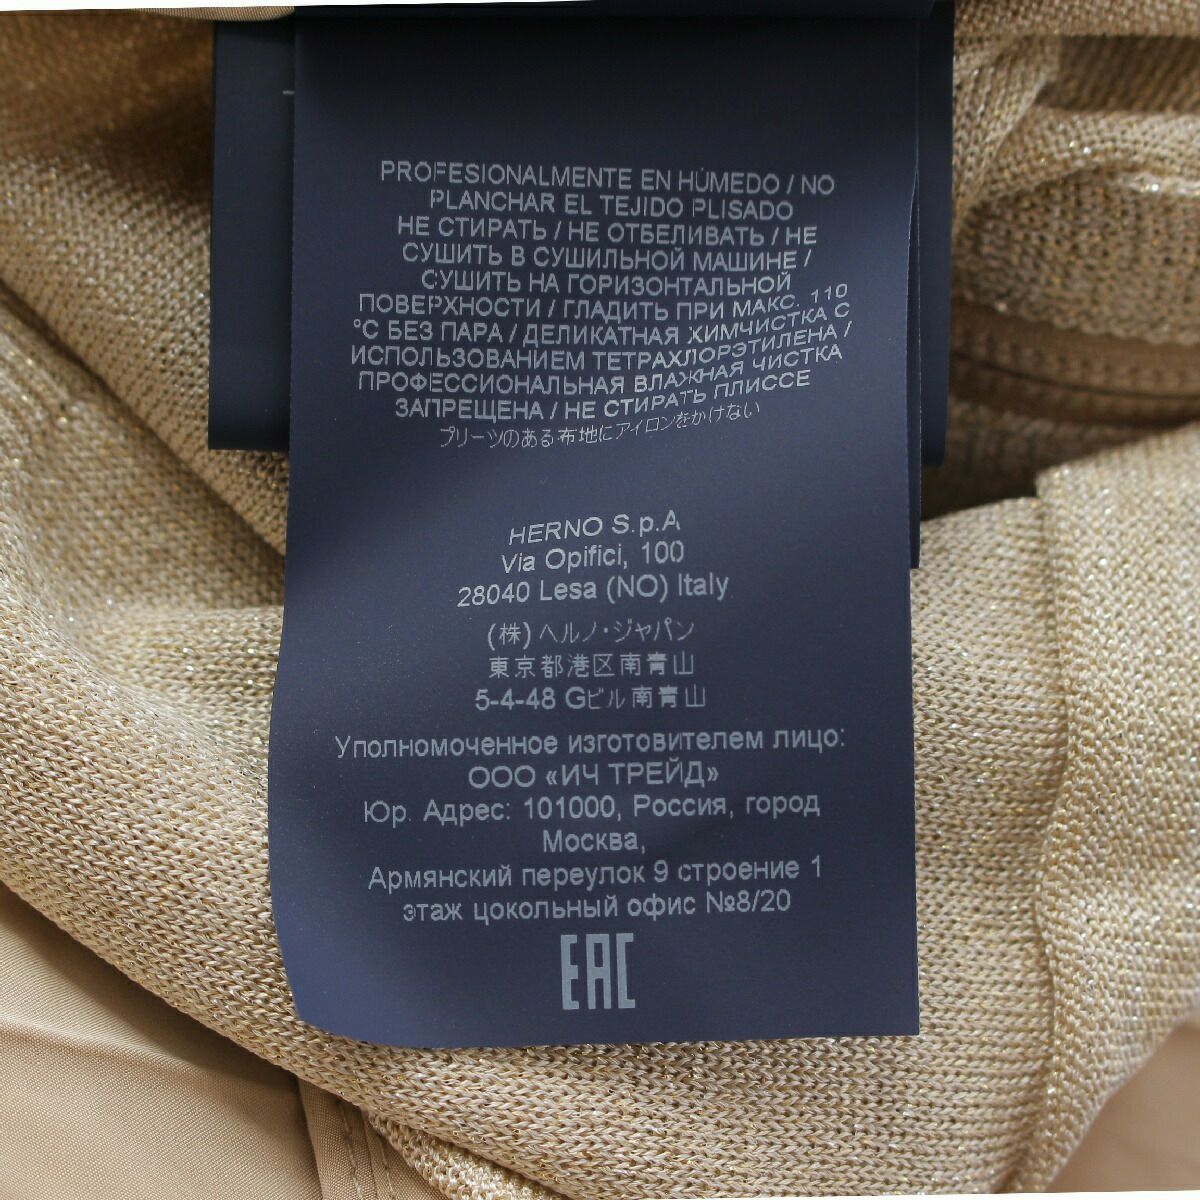 PROFESIONALMENTE EN HÚMEDO / NO
PLANCHAR EL TEJIDO PLISADO
НЕ СТИРАТЬ / НЕ ОТБЕЛИВАТЬ / НЕ
СУШИТЬ В СУШИЛЬНОЙ МАШИНЕ /
СУШИТЬ НА ГОРИЗОНТАЛЬНОЙ
ПОВЕРХНОСТИ / ГЛАДИТЬ ПРИ МАКС. 110
°C БЕЗ ПАРА / ДЕЛИКАТНАЯ ХИМЧИСТКА С
ИСПОЛЬЗОВАНИЕМ ТЕТРАХЛОРЭТИЛЕНА /
ПРОФЕССИОНАЛЬНАЯ ВЛАЖНАЯ ЧИСТКА
ЗАПРЕЩЕНА / НЕ СТИРАТЬ ПЛИССЕ
プリーツのある布地にアイロンをかけない
HERNO S.p.A
Via Opifici, 100
28040 Lesa (NO) Italy
(株) ヘルノ・ジャパン
東京都港区南青山
5-4-48 Gビル南青山
Уполномоченное изготовителем лицо:
ООО «ИЧ ТРЕЙД»
Юр. Адрес: 101000, Россия, город
Москва,
Армянский переулок 9 строение 1
этаж цокольный офис №8/20
EAC